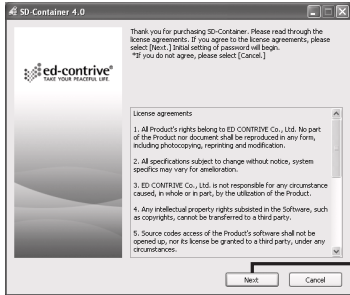 SD-Container 4.0
Thank you for purchasing SD-Container. Please read through the
license agreements. If you agree to the license agreements, please
select [Next.] Initial setting of password will begin.
*If you do not agree, please select [Cancel.]
ed-contrive®
TAKE YOUR PEACEFUL LIFE.
License agreements
1. All Product's rights belong to ED CONTRIVE Co., Ltd. No part
of the Product nor document shall be reproduced in any form,
including photocopying, reprinting and modification.
2. All specifications subject to change without notice, system
specifics may vary for amelioration.
3. ED CONTRIVE Co., Ltd. is not responsible for any circumstance
caused, in whole or in part, by the utilization of the Product.
4. Any intellectual property rights subsisted in the Software, such
as copyrights, cannot be transferred to a third party.
5. Source codes access of the Product's software shall not be
opened up, nor its license be granted to a third party, under any
circumstances.
Next
Cancel